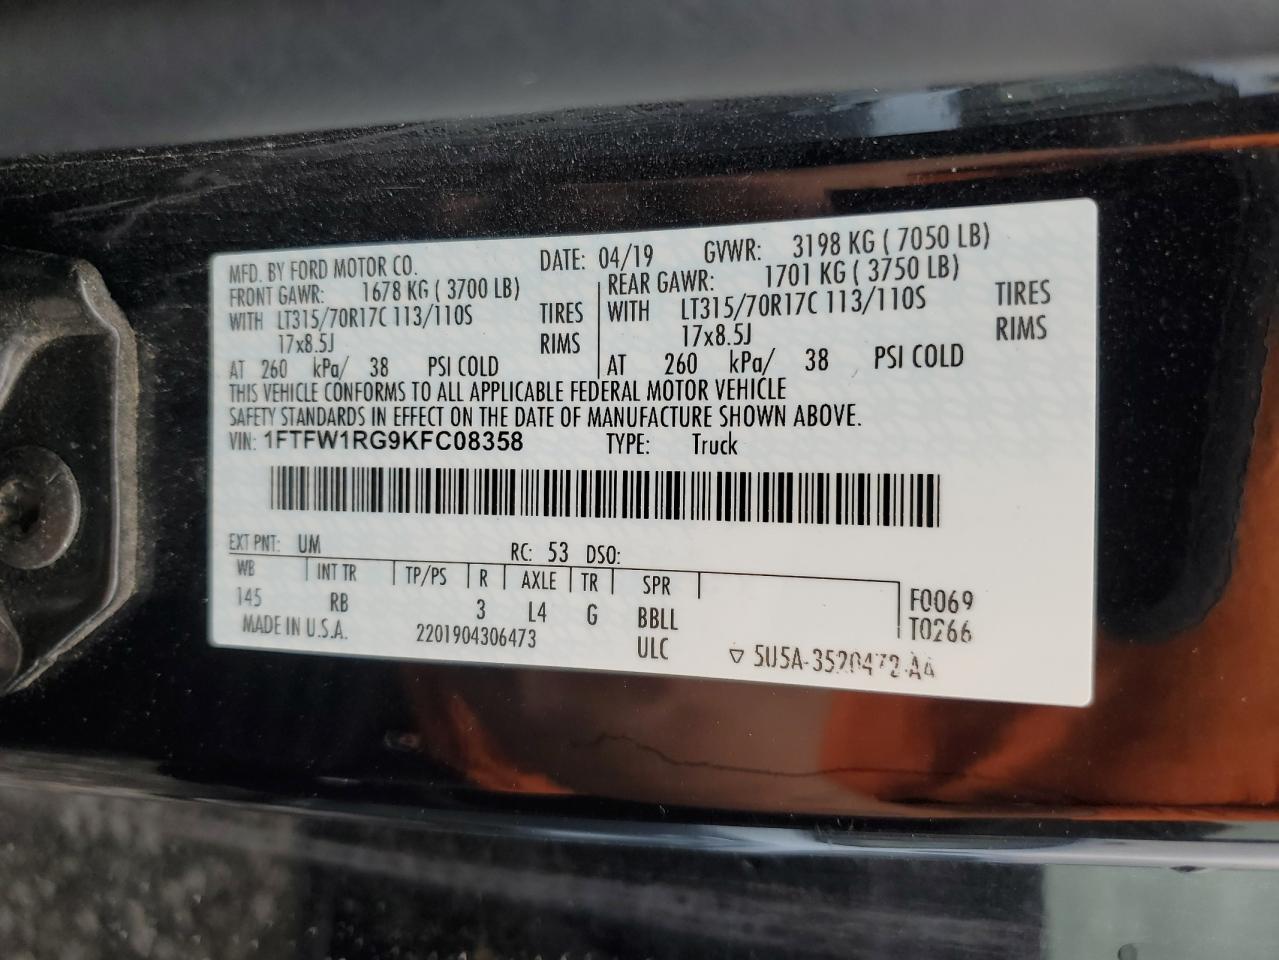 MFD. BY FORD MOTOR CO. DATE: 04/19 GVWR: 3198 KG ( 7050 LB)
FRONT GAWR: 1678 KG ( 3700 LB) REAR GAWR: 1701 KG ( 3750 LB)
WITH LT315/70R17C 113/110S TIRES WITH LT315/70R17C 113/110S TIRES
17x8.5J RIMS 17x8.5J RIMS
AT 260 kPa/ 38 PSI COLD AT 260 kPa/ 38 PSI COLD
THIS VEHICLE CONFORMS TO ALL APPLICABLE FEDERAL MOTOR VEHICLE
SAFETY STANDARDS IN EFFECT ON THE DATE OF MANUFACTURE SHOWN ABOVE.
VIN: 1FTFW1RG9KFC08358 TYPE: Truck
EXT PNT: UM RC: 53 DSO:
WB INT TR TP/PS R AXLE TR SPR F0069
145 RB 3 L4 G BBLL T0266
MADE IN U.S.A. 2201904306473 ULC ▽ 5U5A-3520472-AA